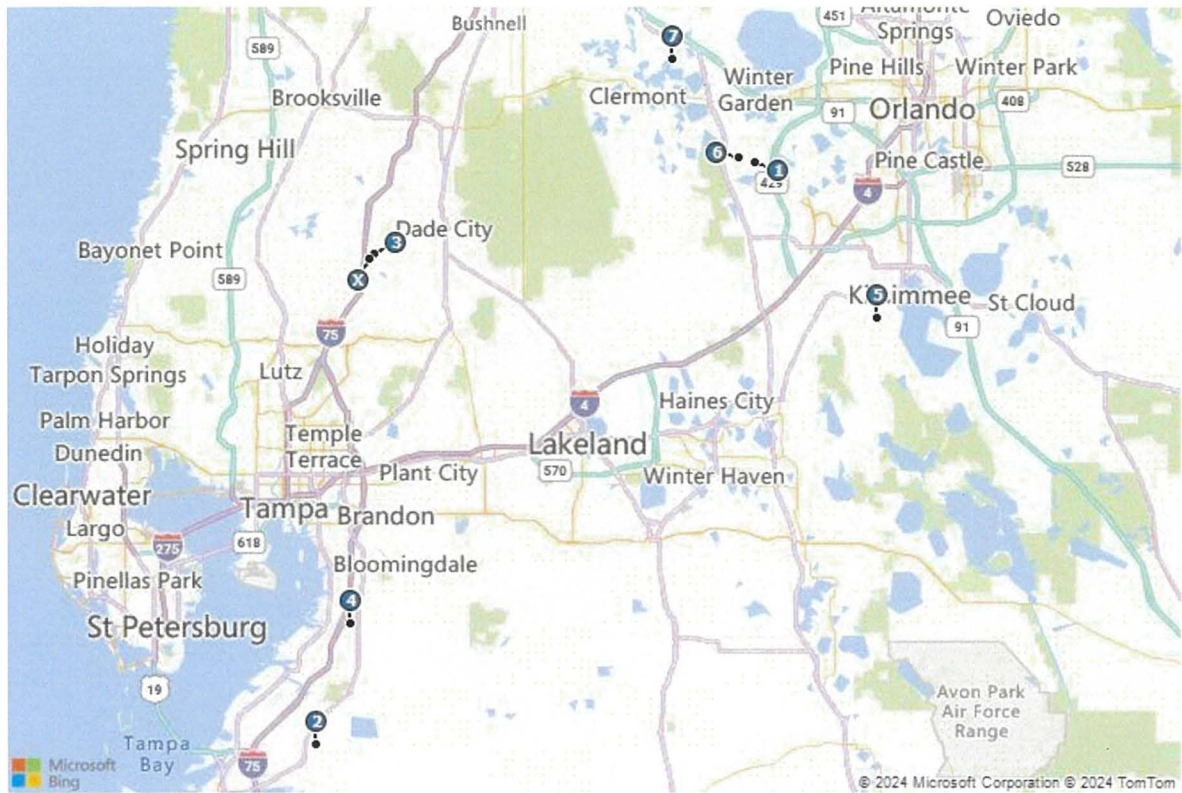 Bushnell
451
Altamonte
Springs
Oviedo
589
7
Brooksville
Clermont
Winter
Garden
Pine Hills
Winter Park
91
Orlando
408
Spring Hill
6
1
429
Pine Castle
528
4
3
Dade City
Bayonet Point
589
X
5
St Cloud
91
75
Holiday
Tarpon Springs
Lutz
4
Haines City
Palm Harbor
Dunedin
Temple
Terrace
Lakeland
570
Plant City
Winter Haven
Clearwater
Largo
Tampa
Brandon
275
618
Bloomingdale
Pinellas Park
4
St Petersburg
19
2
Avon Park
Air Force
Range
Tampa
Bay
75
Microsoft
Bing
© 2024 Microsoft Corporation © 2024 TomTom